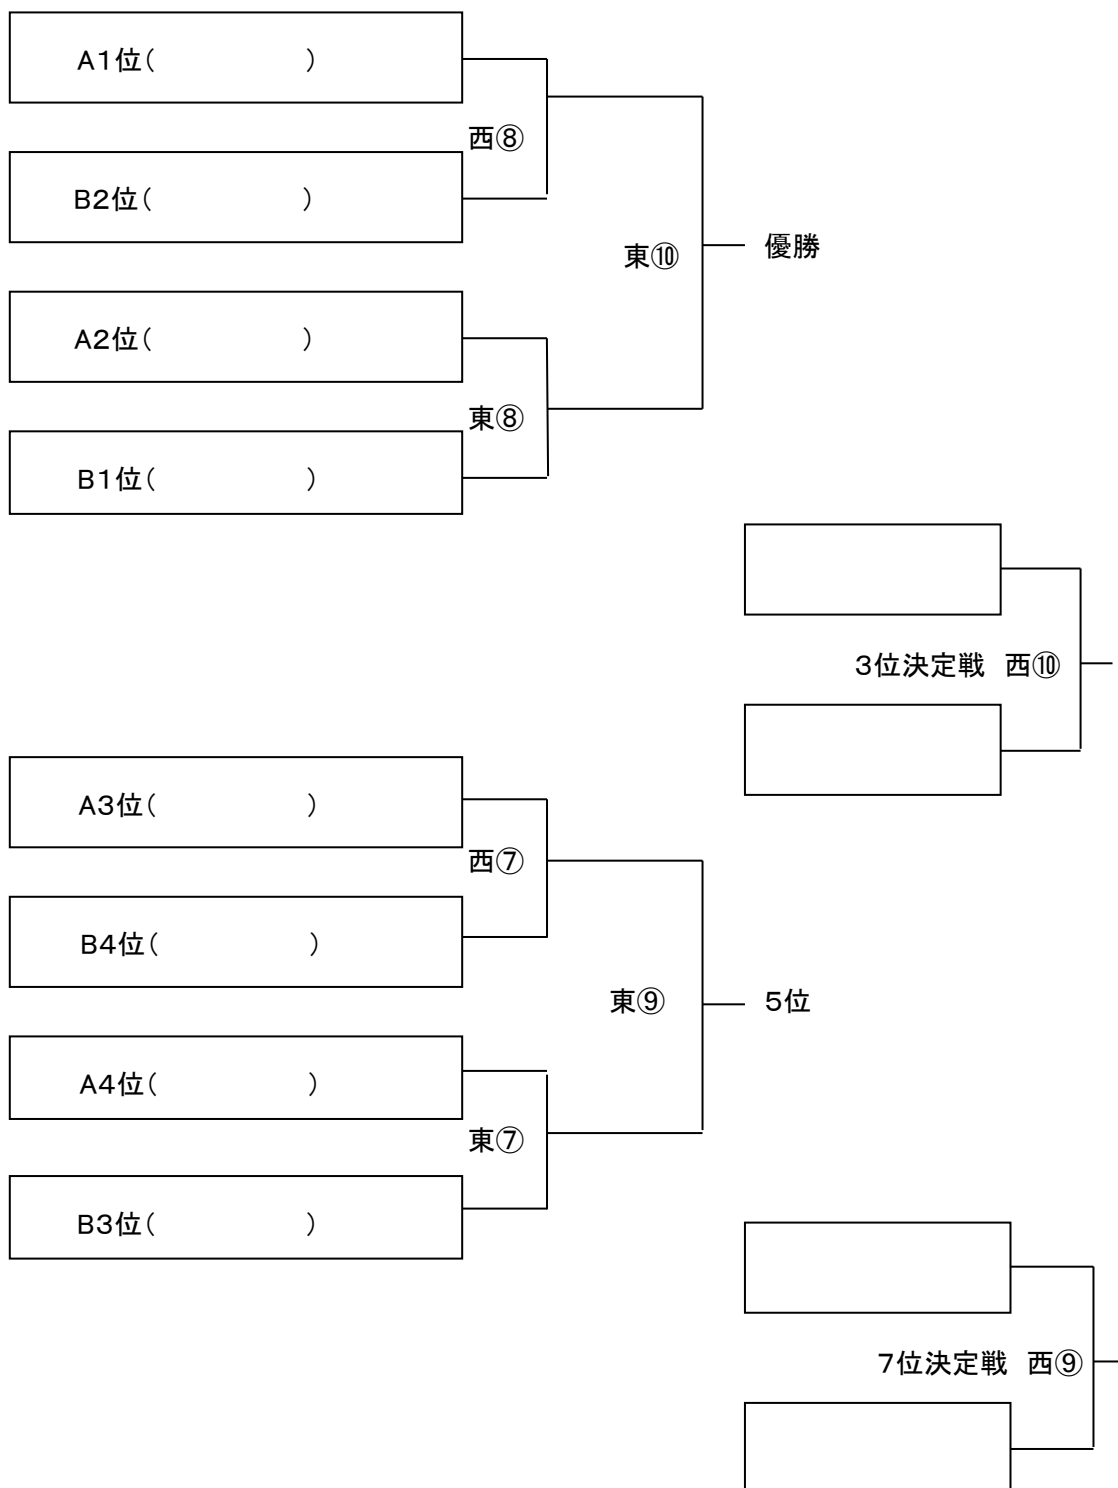 A1位(　　　　　)
西⑧
B2位(　　　　　)
東⑩
優勝
A2位(　　　　　)
東⑧
B1位(　　　　　)
3位決定戦　西⑩
A3位(　　　　　)
西⑦
B4位(　　　　　)
東⑨
5位
A4位(　　　　　)
東⑦
B3位(　　　　　)
7位決定戦　西⑨